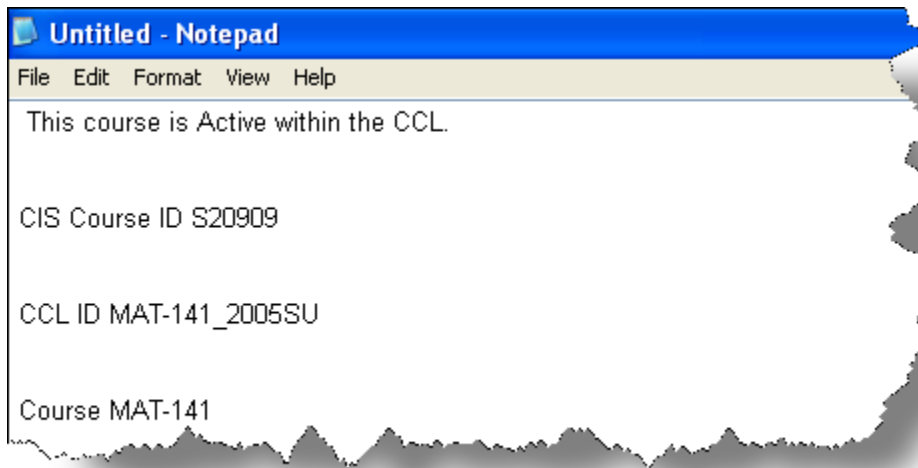 Untitled - Notepad
File Edit Format View Help
This course is Active within the CCL.
CIS Course ID S20909
CCL ID MAT-141_2005SU
Course MAT-141